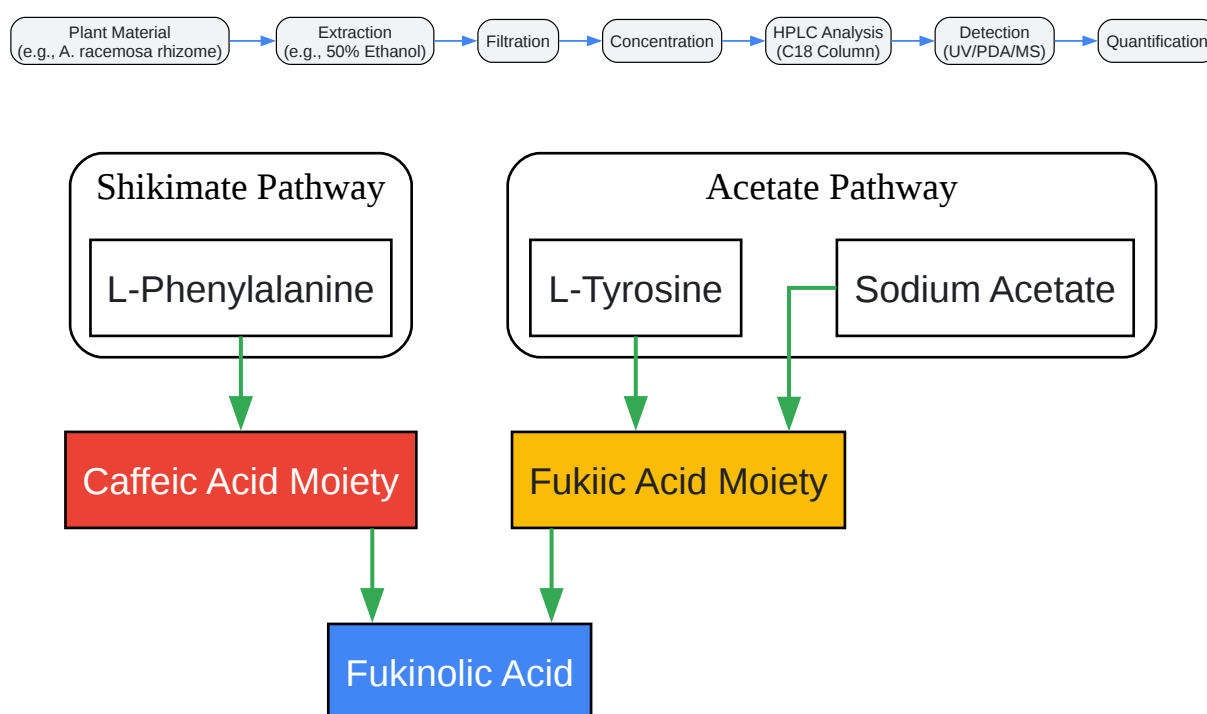 Plant Material
(e.g., A. racemosa rhizome)
Extraction
(e.g., 50% Ethanol)
Filtration
Concentration
HPLC Analysis
(C18 Column)
Detection
(UV/PDA/MS)
Quantification
Shikimate Pathway
Acetate Pathway
L-Phenylalanine
L-Tyrosine
Sodium Acetate
Caffeic Acid Moiety
Fukiic Acid Moiety
Fukinolic Acid